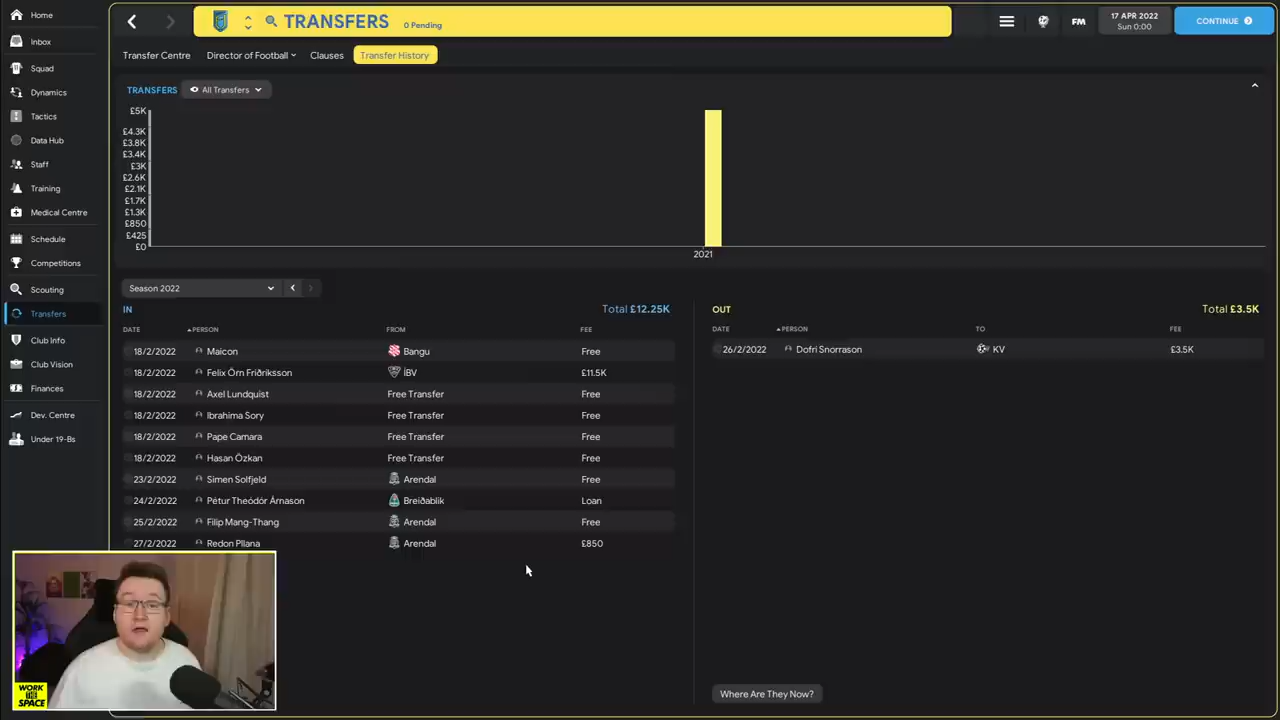 Home
Inbox
Squad
Dynamics
Tactics
Data Hub
Staff
Training
Medical Centre
Schedule
Competitions
Scouting
Transfers
Club Info
Club Vision
Finances
Dev. Centre
Under 19-Bs
TRANSFERS 0 Pending
FM
17 APR 2022
Sun 0:00
CONTINUE
Transfer Centre Director of Football Clauses Transfer History
TRANSFERS All Transfers
£5K
£4.3K
£3.8K
£3.4K
£3K
£2.6K
£2.1K
£1.7K
£1.3K
£850
£425
£0
2021
Season 2022
IN Total £12.25K
DATE PERSON FROM FEE
18/2/2022 Maicon Bangu Free
18/2/2022 Felix Örn Friðriksson ÍBV £11.5K
18/2/2022 Axel Lundquist Free Transfer Free
18/2/2022 Ibrahima Sory Free Transfer Free
18/2/2022 Pape Camara Free Transfer Free
18/2/2022 Hasan Özkan Free Transfer Free
23/2/2022 Simen Solfjeld Arendal Free
24/2/2022 Pétur Theódór Árnason Breiðablik Loan
25/2/2022 Filip Mang-Thang Arendal Free
27/2/2022 Redon Pllana Arendal £850
OUT Total £3.5K
DATE PERSON TO FEE
26/2/2022 Dofri Snorrason KV £3.5K
Where Are They Now?
WORK
THE
SPACE